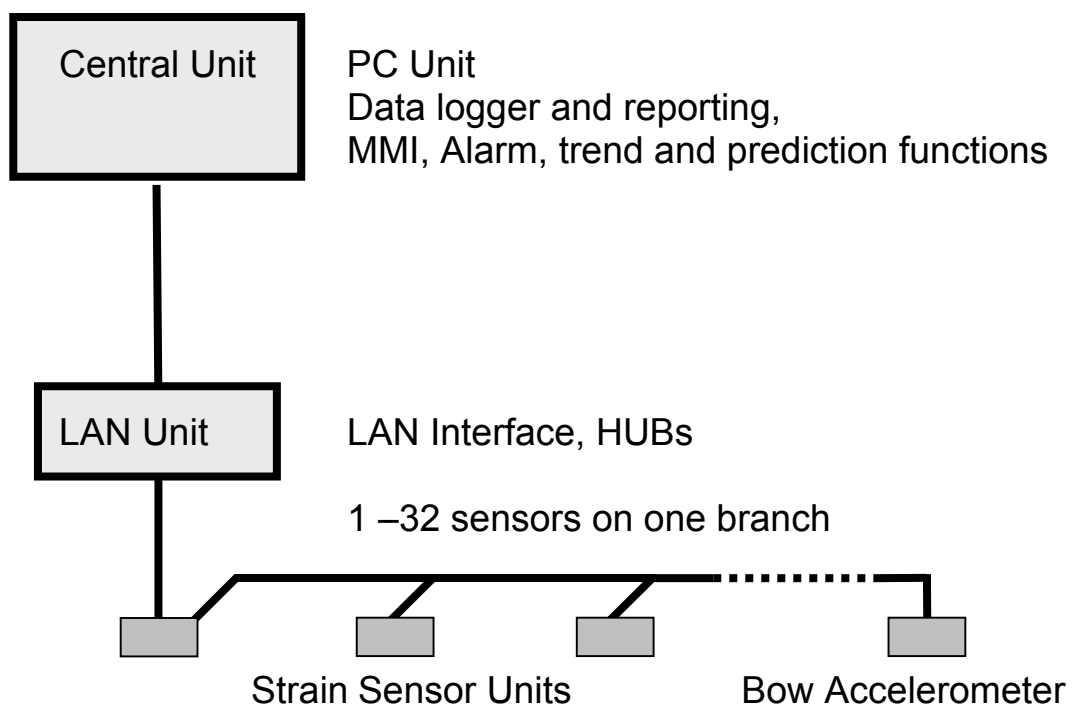 Central Unit
PC Unit
Data logger and reporting,
MMI, Alarm, trend and prediction functions
LAN Unit
LAN Interface, HUBs
1 –32 sensors on one branch
Strain Sensor Units
Bow Accelerometer